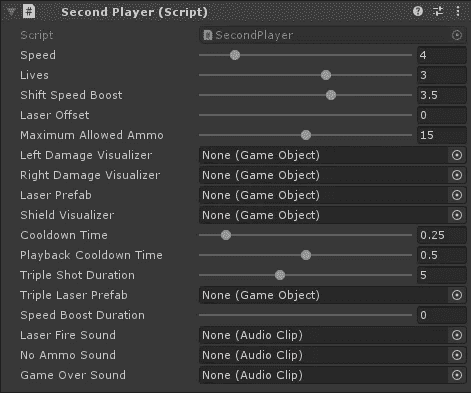 # Second Player (Script)
Script # SecondPlayer
Speed 4
Lives 3
Shift Speed Boost 3.5
Laser Offset 0
Maximum Allowed Ammo 15
Left Damage Visualizer None (Game Object)
Right Damage Visualizer None (Game Object)
Laser Prefab None (Game Object)
Shield Visualizer None (Game Object)
Cooldown Time 0.25
Playback Cooldown Time 0.5
Triple Shot Duration 5
Triple Laser Prefab None (Game Object)
Speed Boost Duration 0
Laser Fire Sound None (Audio Clip)
No Ammo Sound None (Audio Clip)
Game Over Sound None (Audio Clip)